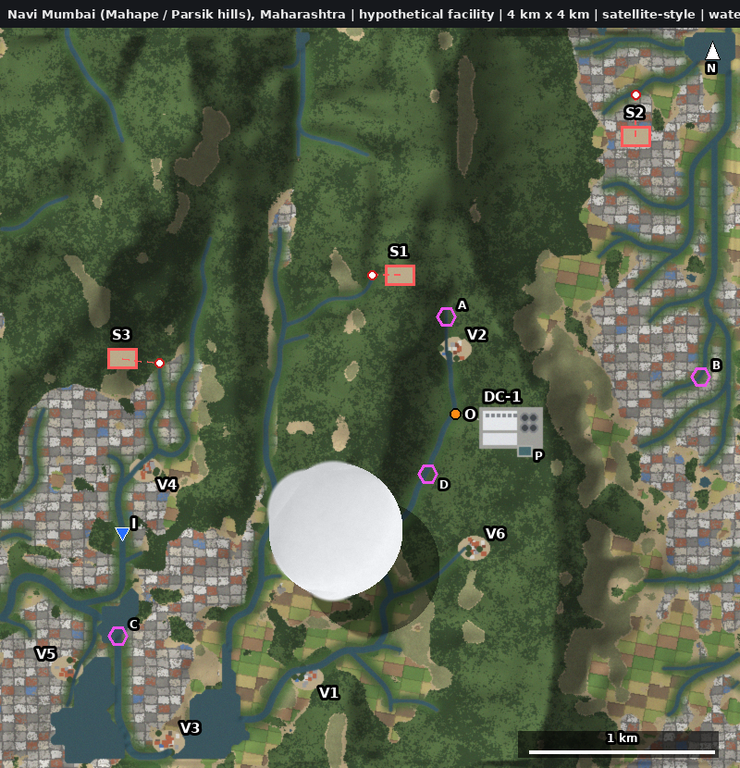 Navi Mumbai (Mahape / Parsik hills), Maharashtra | hypothetical facility | 4 km x 4 km | satellite-style | wate
N
S2
S1
A
S3
V2
B
DC-1
O
P
D
V4
I
V6
C
V5
V1
V3
1 km